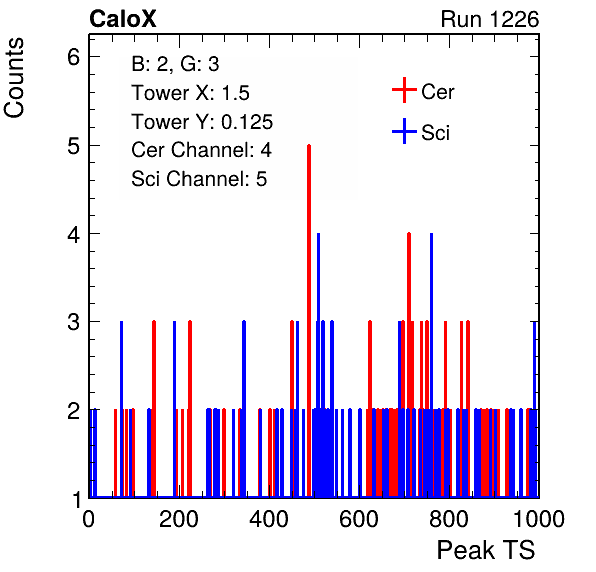 CaloX Run 1226
Counts
B: 2, G: 3
Tower X: 1.5
Tower Y: 0.125
Cer Channel: 4
Sci Channel: 5
Cer
Sci
6
5
4
3
2
1
0 200 400 600 800 1000
Peak TS